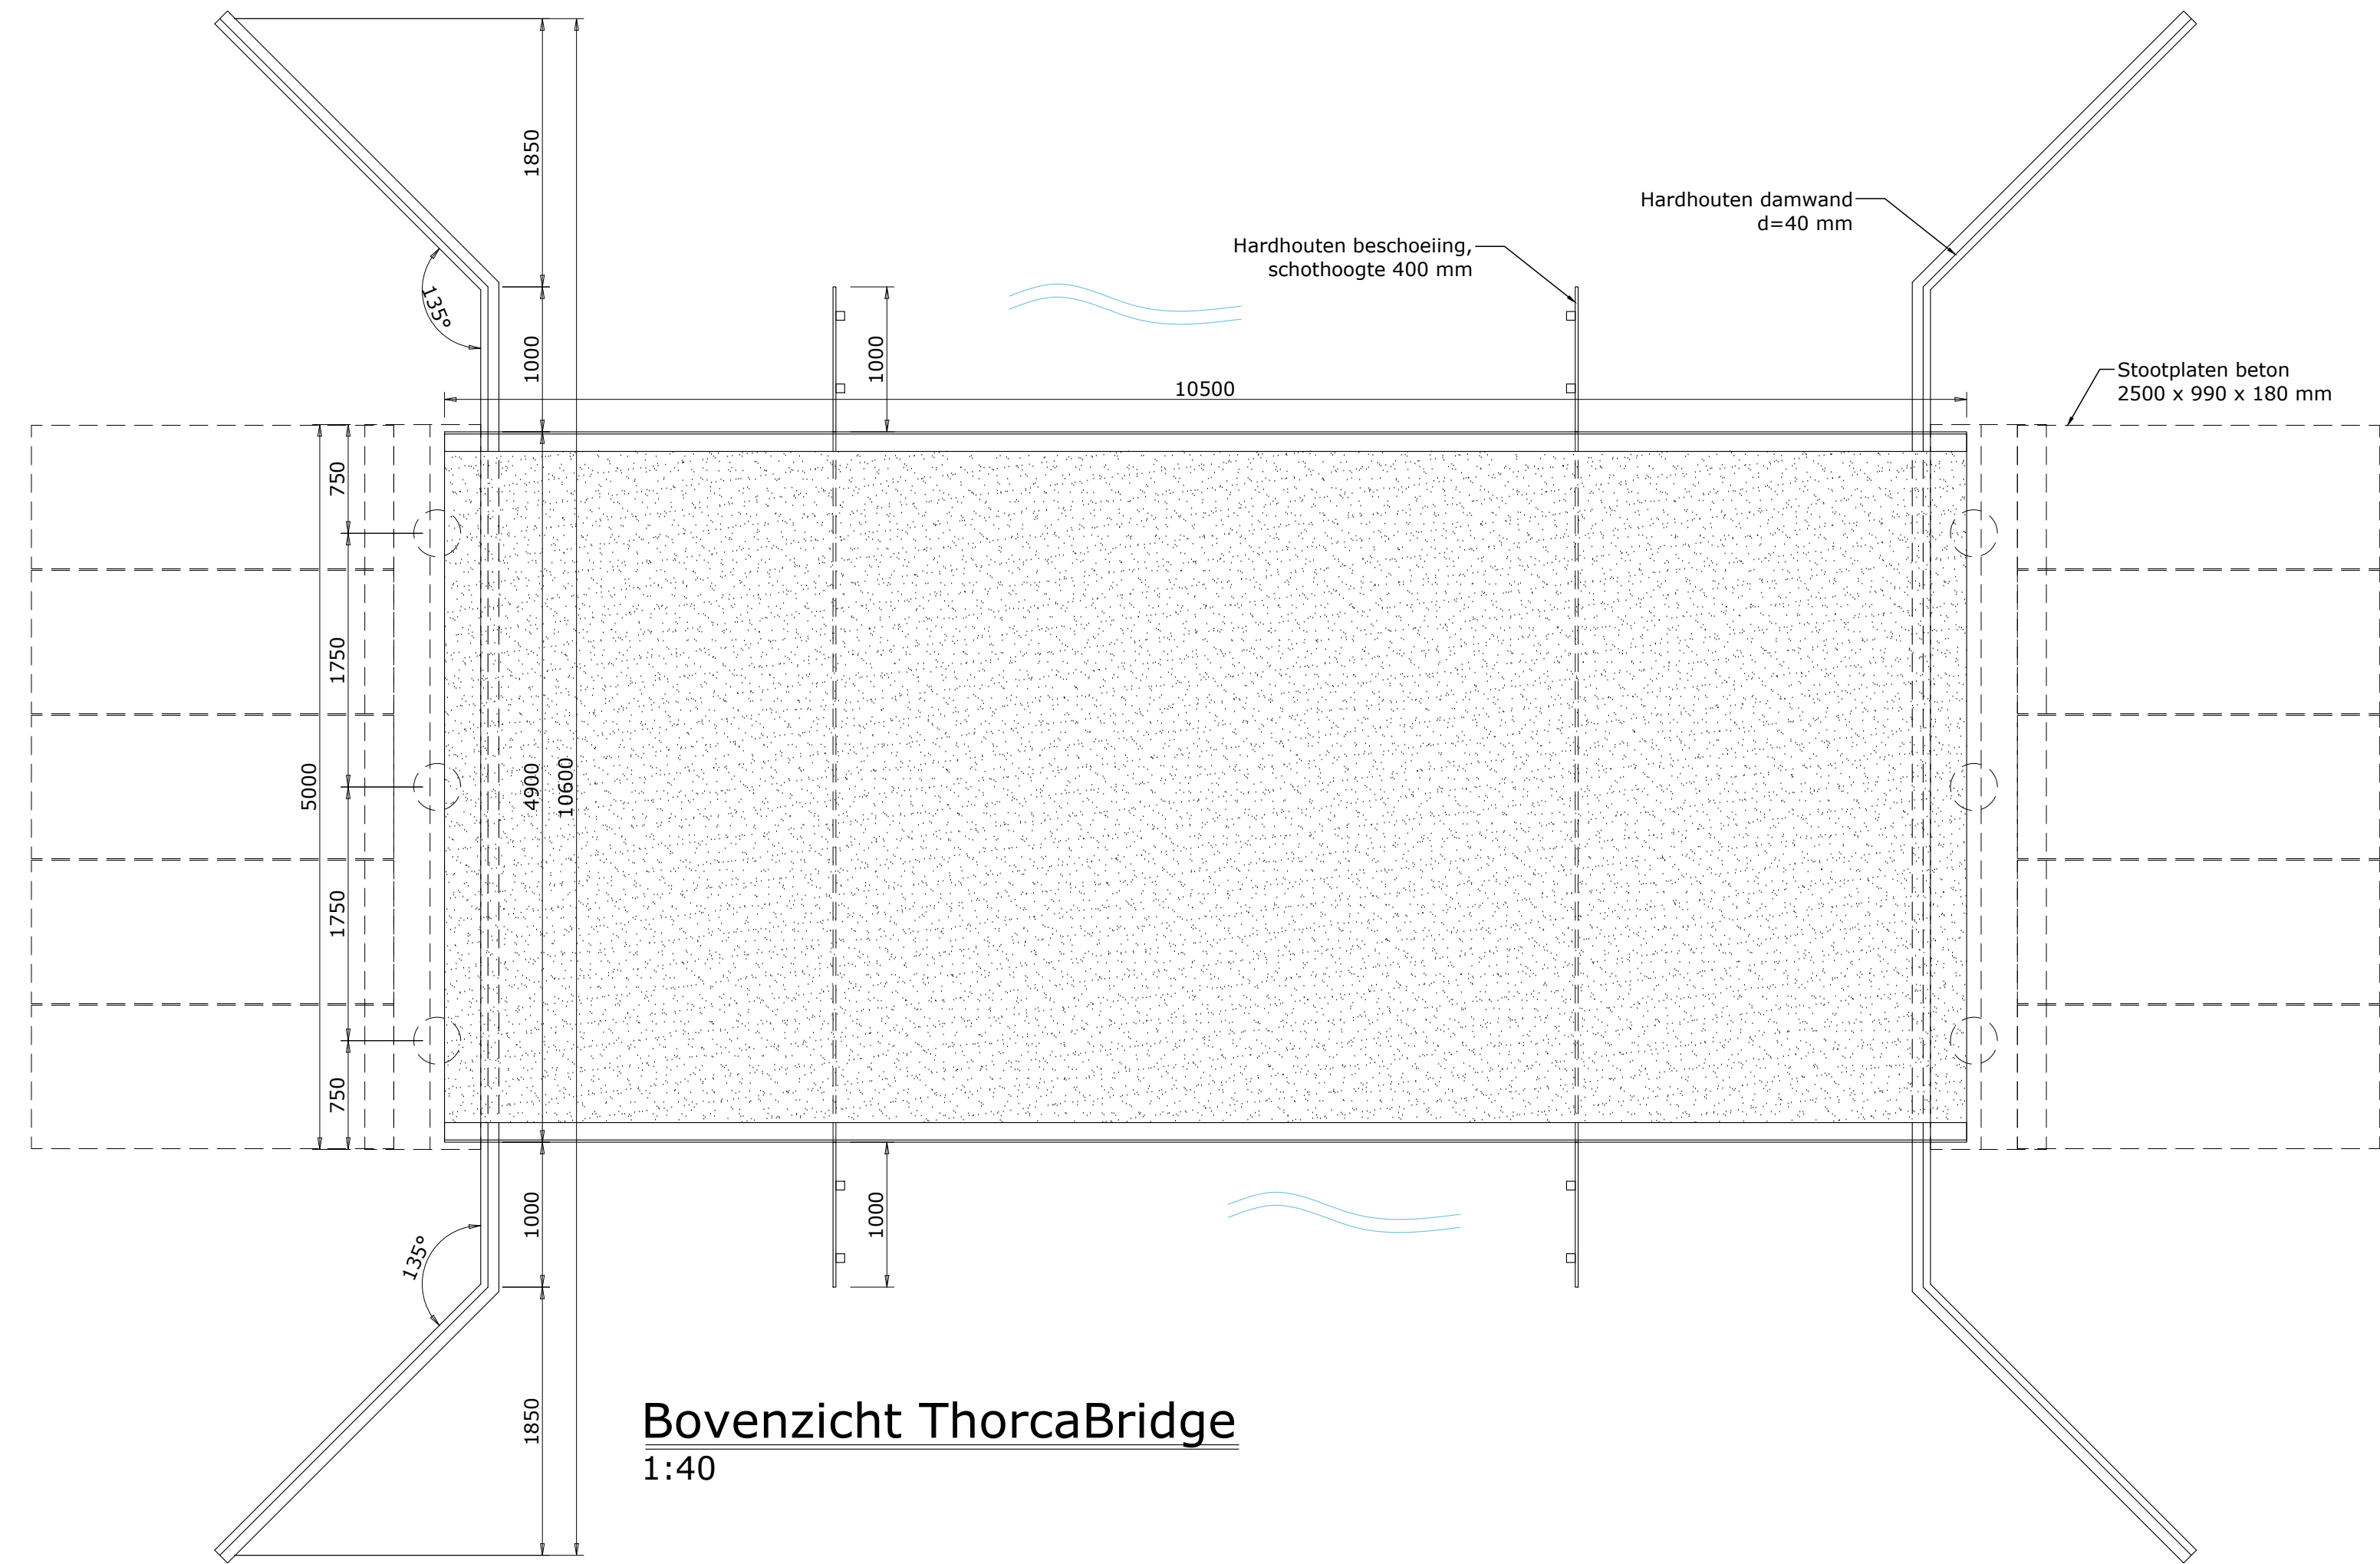 1850
135°
Hardhouten damwand
d=40 mm
Hardhouten beschoeiing,
schothoogte 400 mm
1000
1000
10500
Stootplaten beton
2500 x 990 x 180 mm
750
1750
5000
4900
10600
1750
750
1000
1000
135°
1850
Bovenzicht ThorcaBridge
1:40